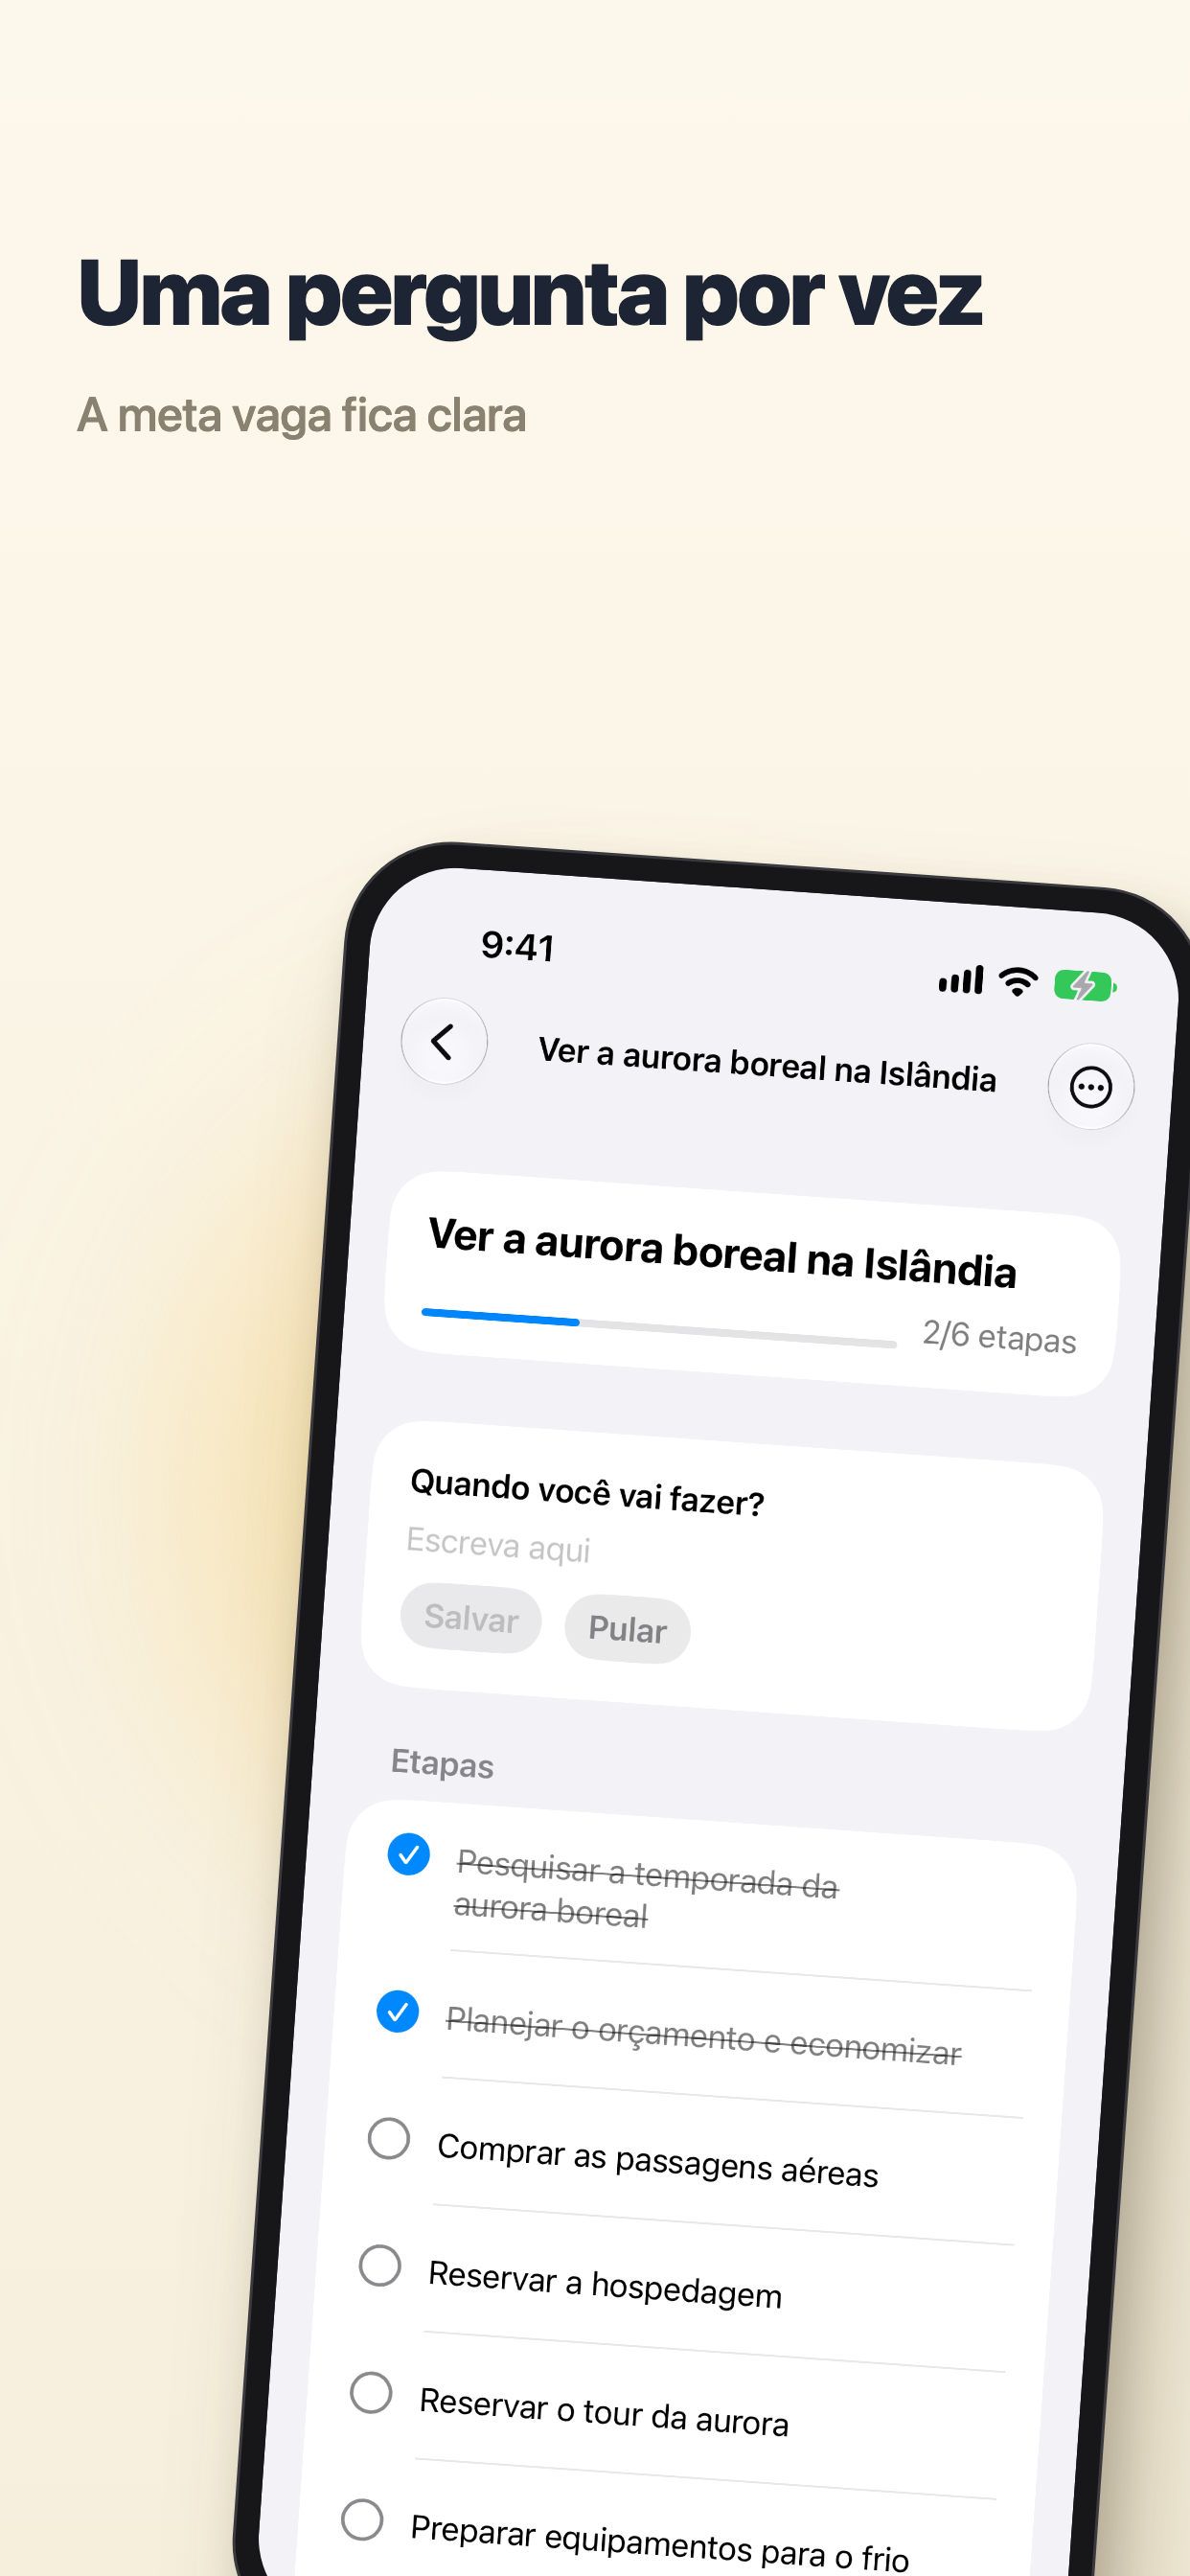 Uma pergunta por vez
A meta vaga fica clara
9:41
Ver a aurora boreal na Islândia
Ver a aurora boreal na Islândia
2/6 etapas
Quando você vai fazer?
Escreva aqui
Salvar
Pular
Etapas
Pesquisar a temporada da
aurora boreal
Planejar o orçamento e economizar
Comprar as passagens aéreas
Reservar a hospedagem
Reservar o tour da aurora
Preparar equipamentos para o frio